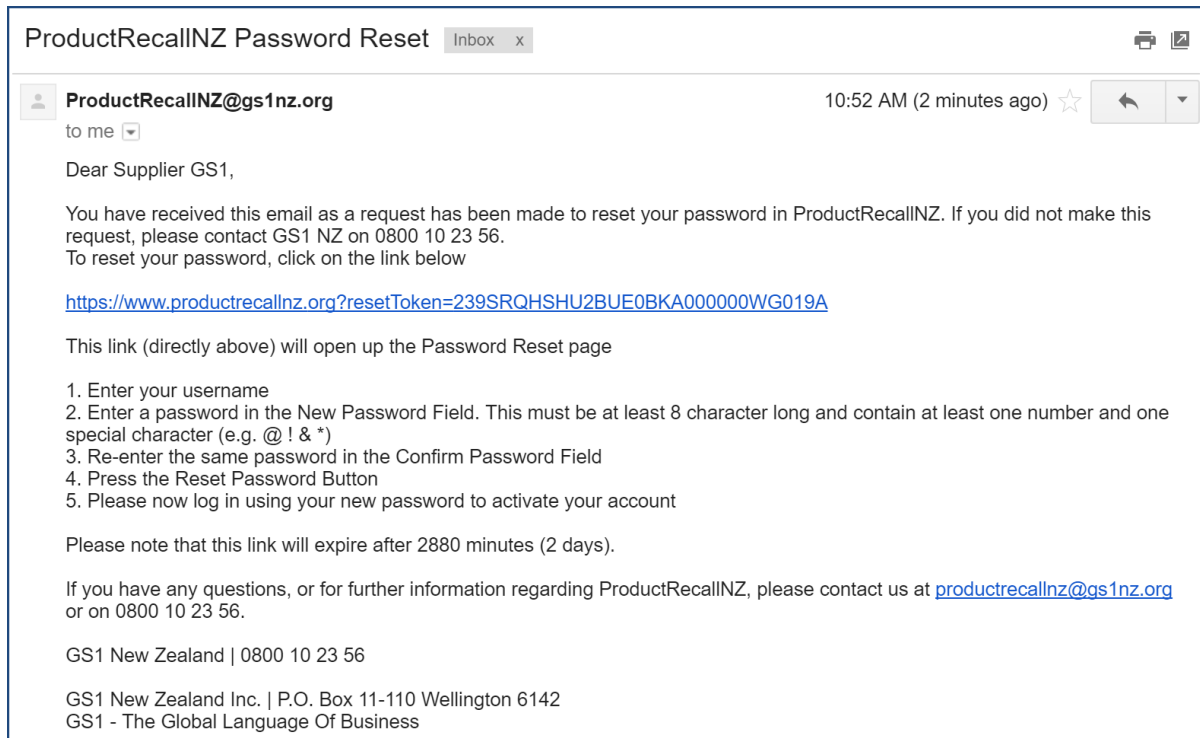 ProductRecallNZ Password Reset Inbox x
ProductRecallNZ@gs1nz.org 10:52 AM (2 minutes ago)
to me
Dear Supplier GS1,
You have received this email as a request has been made to reset your password in ProductRecallNZ. If you did not make this
request, please contact GS1 NZ on 0800 10 23 56.
To reset your password, click on the link below
https://www.productrecallnz.org?resetToken=239SRQHSHU2BUE0BKA000000WG019A
This link (directly above) will open up the Password Reset page
1. Enter your username
2. Enter a password in the New Password Field. This must be at least 8 character long and contain at least one number and one
special character (e.g. @ ! & *)
3. Re-enter the same password in the Confirm Password Field
4. Press the Reset Password Button
5. Please now log in using your new password to activate your account
Please note that this link will expire after 2880 minutes (2 days).
If you have any questions, or for further information regarding ProductRecallNZ, please contact us at productrecallnz@gs1nz.org
or on 0800 10 23 56.
GS1 New Zealand | 0800 10 23 56
GS1 New Zealand Inc. | P.O. Box 11-110 Wellington 6142
GS1 - The Global Language Of Business